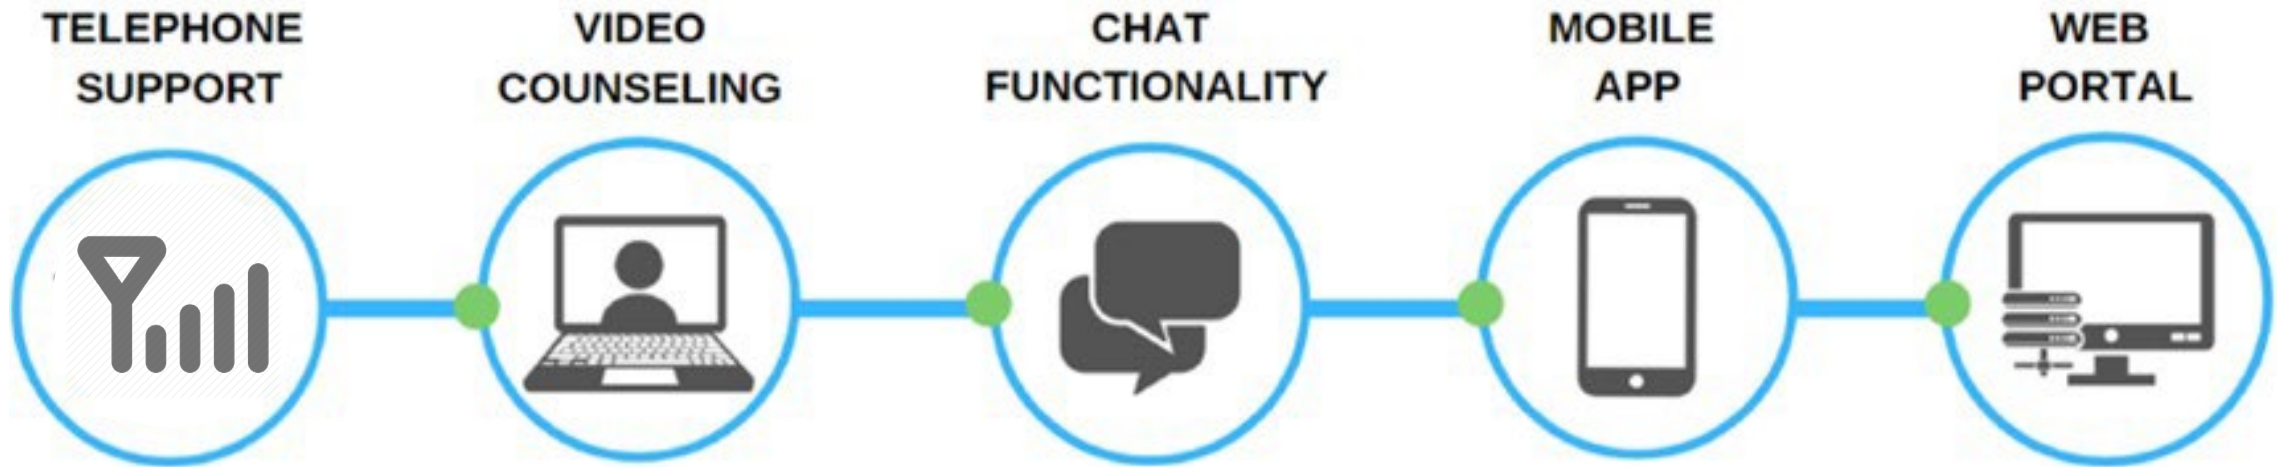 TELEPHONE
SUPPORT
VIDEO
COUNSELING
CHAT
FUNCTIONALITY
MOBILE
APP
WEB
PORTAL